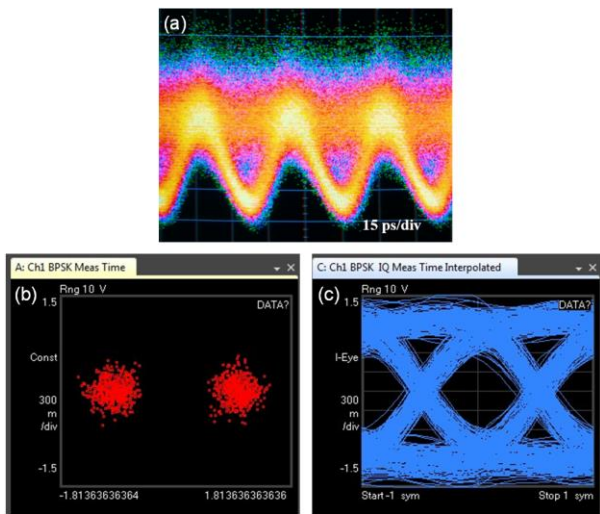 (a)
15 ps/div
A: Ch1 BPSK Meas Time
(b)
Rng 10 V
DATA?
1.5
Const
300
m
/div
-1.5
-1.81363636364
1.813636363636
C: Ch1 BPSK IQ Meas Time Interpolated
(c)
Rng 10 V
DATA?
1.5
I-Eye
300
m
/div
-1.5
Start -1 sym
Stop 1 sym